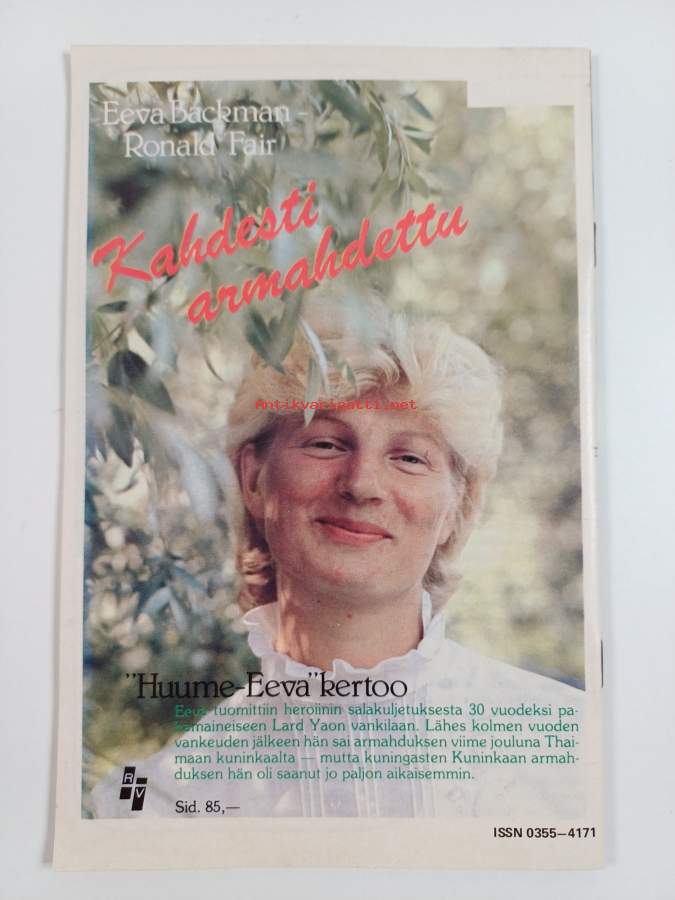 Eeva Backman -
Ronald Fair
Kahdesti
armahdettu
Antikvariaatti.net
"Huume-Eeva" kertoo
Eeva tuomittiin heroiinin salakuljetuksesta 30 vuodeksi pa-
hamaineiseen Lard Yaon vankilaan. Lähes kolmen vuoden
vankeuden jälkeen hän sai armahduksen viime jouluna Thai-
maan kuninkaalta — mutta kuningasten Kuninkaan armah-
duksen hän oli saanut jo paljon aikaisemmin.
R
V
Sid. 85,—
ISSN 0355—4171